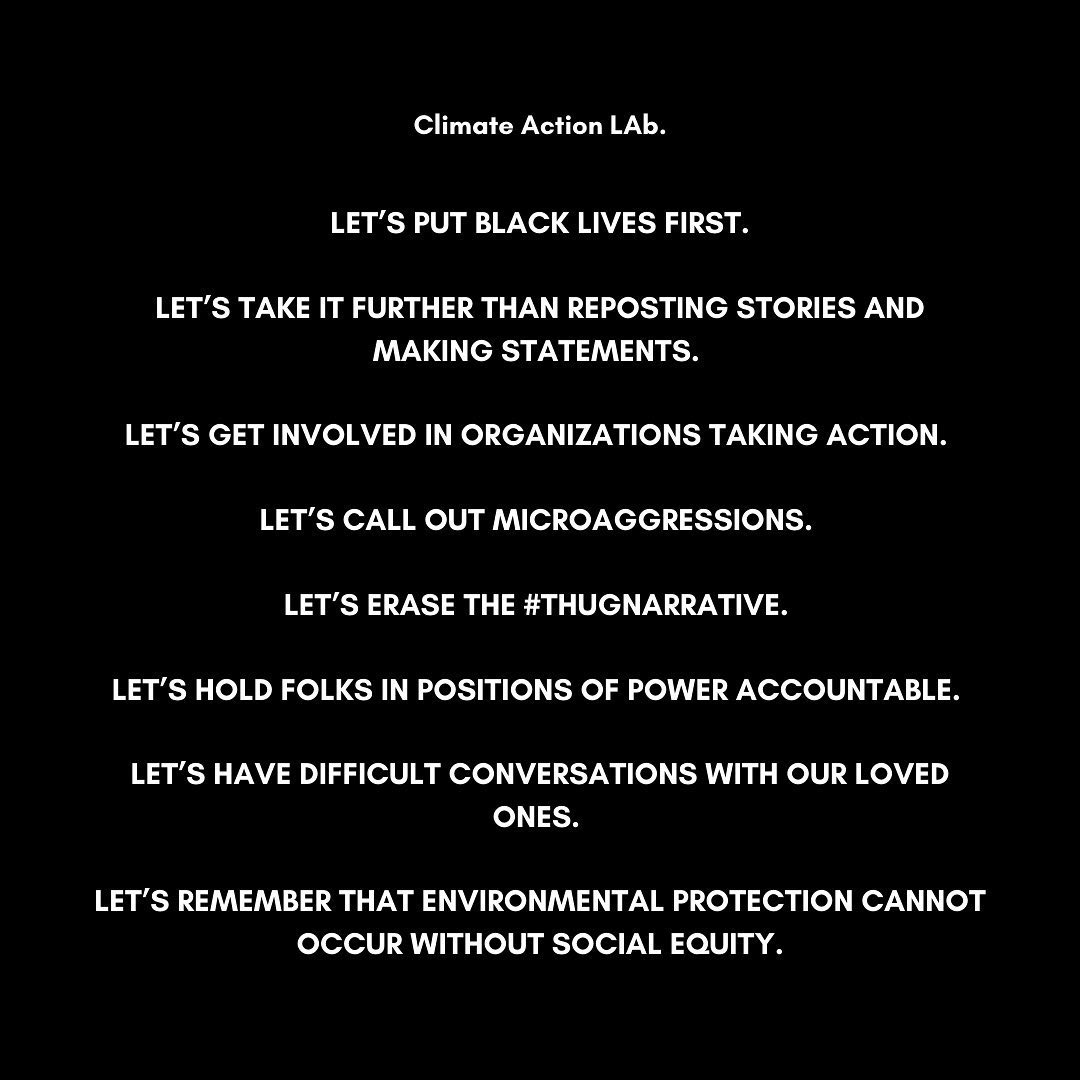 Climate Action LAb.
LET’S PUT BLACK LIVES FIRST.
LET’S TAKE IT FURTHER THAN REPOSTING STORIES AND
MAKING STATEMENTS.
LET’S GET INVOLVED IN ORGANIZATIONS TAKING ACTION.
LET’S CALL OUT MICROAGGRESSIONS.
LET’S ERASE THE #THUGNARRATIVE.
LET’S HOLD FOLKS IN POSITIONS OF POWER ACCOUNTABLE.
LET’S HAVE DIFFICULT CONVERSATIONS WITH OUR LOVED
ONES.
LET’S REMEMBER THAT ENVIRONMENTAL PROTECTION CANNOT
OCCUR WITHOUT SOCIAL EQUITY.